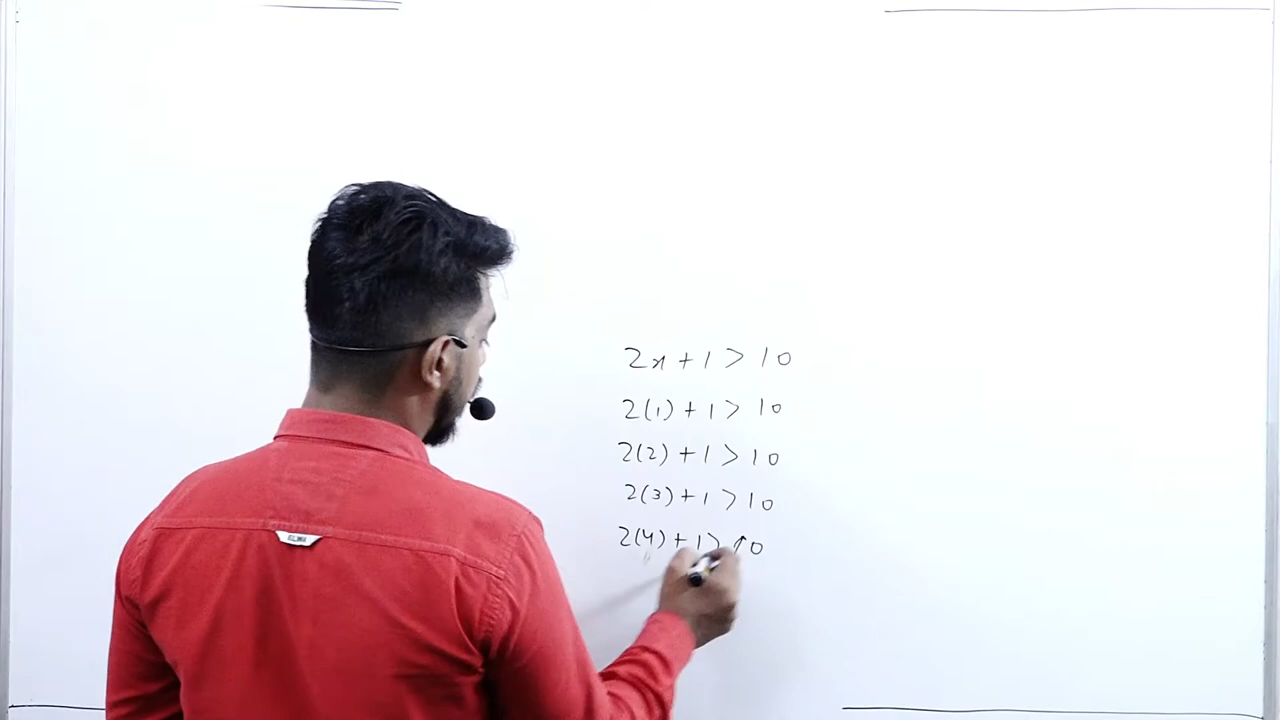 2x + 1 > 10
2(1) + 1 > 10
2(2) + 1 > 10
2(3) + 1 > 10
2(4) + 1 > 10